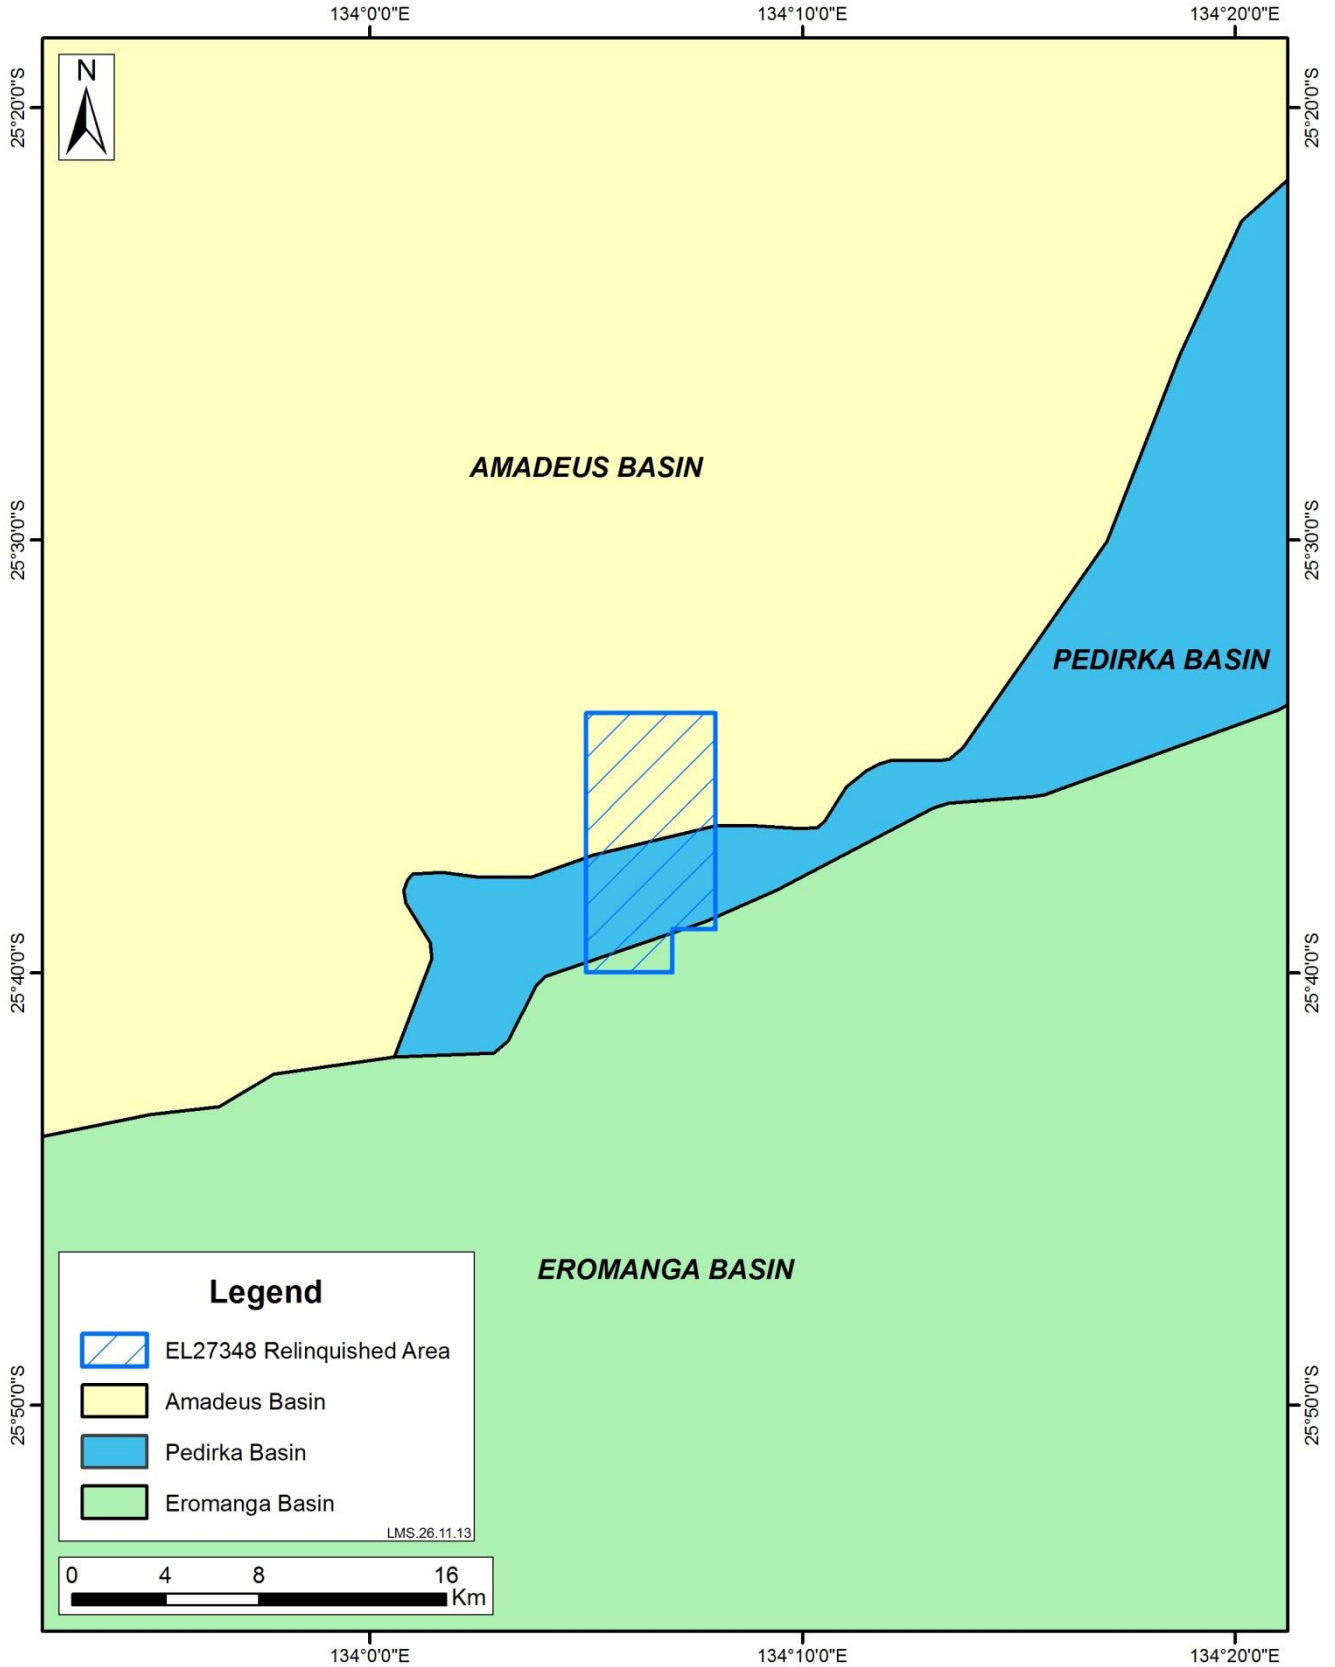 134°0'0"E
134°10'0"E
134°20'0"E
N
25°20'0"S
25°20'0"S
AMADEUS BASIN
25°30'0"S
25°30'0"S
PEDIRKA BASIN
25°40'0"S
25°40'0"S
EROMANGA BASIN
Legend
EL27348 Relinquished Area
Amadeus Basin
25°50'0"S
25°50'0"S
Pedirka Basin
Eromanga Basin
LMS.26.11.13
0 4 8 16
Km
134°0'0"E
134°10'0"E
134°20'0"E